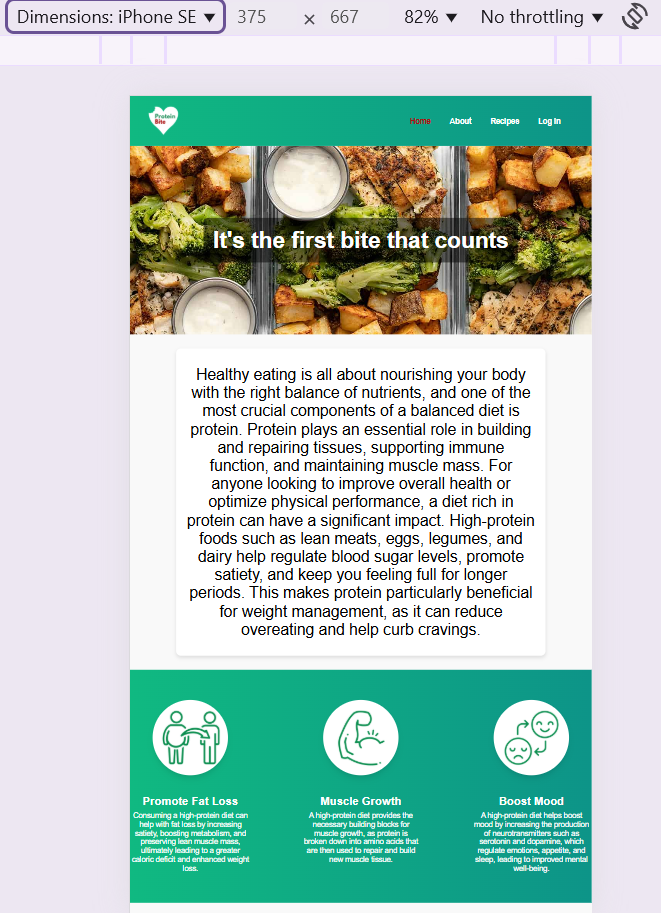 Dimensions: iPhone SE ▼ 375 × 667 82% ▼ No throttling ▼
Protein
Bite
Home About Recipes Log In
It's the first bite that counts
Healthy eating is all about nourishing your body
with the right balance of nutrients, and one of the
most crucial components of a balanced diet is
protein. Protein plays an essential role in building
and repairing tissues, supporting immune
function, and maintaining muscle mass. For
anyone looking to improve overall health or
optimize physical performance, a diet rich in
protein can have a significant impact. High-protein
foods such as lean meats, eggs, legumes, and
dairy help regulate blood sugar levels, promote
satiety, and keep you feeling full for longer
periods. This makes protein particularly beneficial
for weight management, as it can reduce
overeating and help curb cravings.
Promote Fat Loss
Consuming a high-protein diet can
help with fat loss by increasing
satiety, boosting metabolism, and
preserving lean muscle mass,
ultimately leading to a greater
caloric deficit and enhanced weight
loss.
Muscle Growth
A high-protein diet provides the
necessary building blocks for
muscle growth, as protein is
broken down into amino acids that
are then used to repair and build
new muscle tissue.
Boost Mood
A high-protein diet helps boost
mood by increasing the production
of neurotransmitters such as
serotonin and dopamine, which
regulate emotions, appetite, and
sleep, leading to improved mental
well-being.